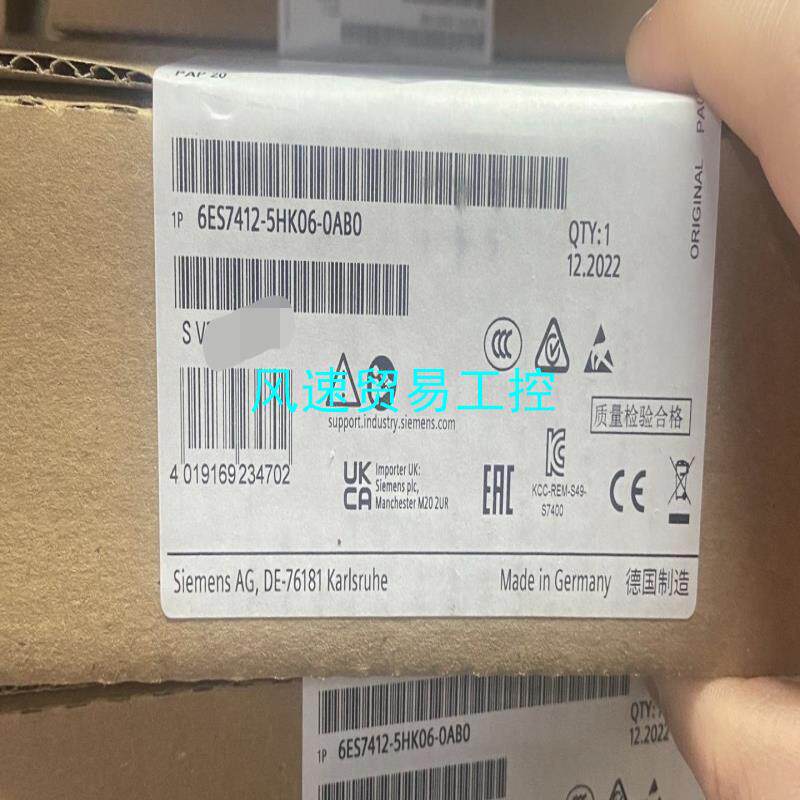 PAP 20
ORIGINAL PAC
1P 6ES7412-5HK06-0AB0
QTY:1
12.2022
S V
风速贸易工控
support.industry.siemens.com
质量检验合格
4 019169 234702
UK
CA
Importer UK:
Siemens plc,
Manchester M20 2UR
EAC
KCC-REM-S49-
S7400
CE
Siemens AG, DE-76181 Karlsruhe
Made in Germany 德国制造
1P 6ES7412-5HK06-0AB0
QTY:1
12.2022